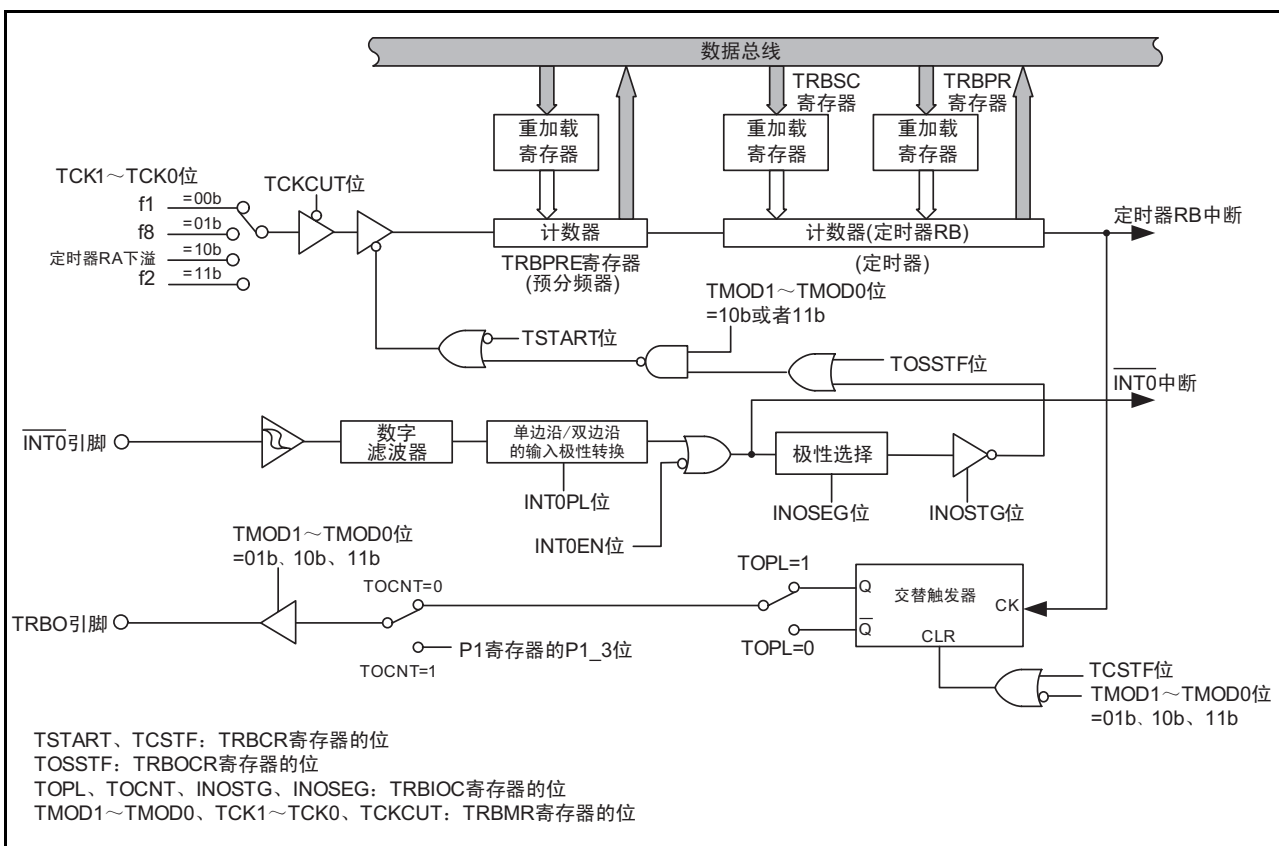 数据总线
TRBSC
寄存器
TRBPR
寄存器
重加载
寄存器
重加载
寄存器
重加载
寄存器
TCK1～TCK0位
f1
=00b
f8
=01b
定时器RA下溢
=10b
f2
=11b
TCKCUT位
计数器
TRBPRE寄存器
(预分频器)
计数器(定时器RB)
(定时器)
定时器RB中断
TMOD1～TMOD0位
=10b或者11b
TSTART位
TOSSTF位
INT0中断
INT0引脚
数字
滤波器
单边沿/双边沿
的输入极性转换
INT0PL位
INT0EN位
极性选择
INOSEG位
INOSTG位
TMOD1～TMOD0位
=01b、10b、11b
TRBO引脚
TOCNT=0
P1寄存器的P1_3位
TOCNT=1
TOPL=1
TOPL=0
Q
Q
交替触发器
CK
CLR
TCSTF位
TMOD1～TMOD0位
=01b、10b、11b
TSTART、TCSTF：TRBCR寄存器的位
TOSSTF：TRBOCR寄存器的位
TOPL、TOCNT、INOSTG、INOSEG：TRBIOC寄存器的位
TMOD1～TMOD0、TCK1～TCK0、TCKCUT：TRBMR寄存器的位